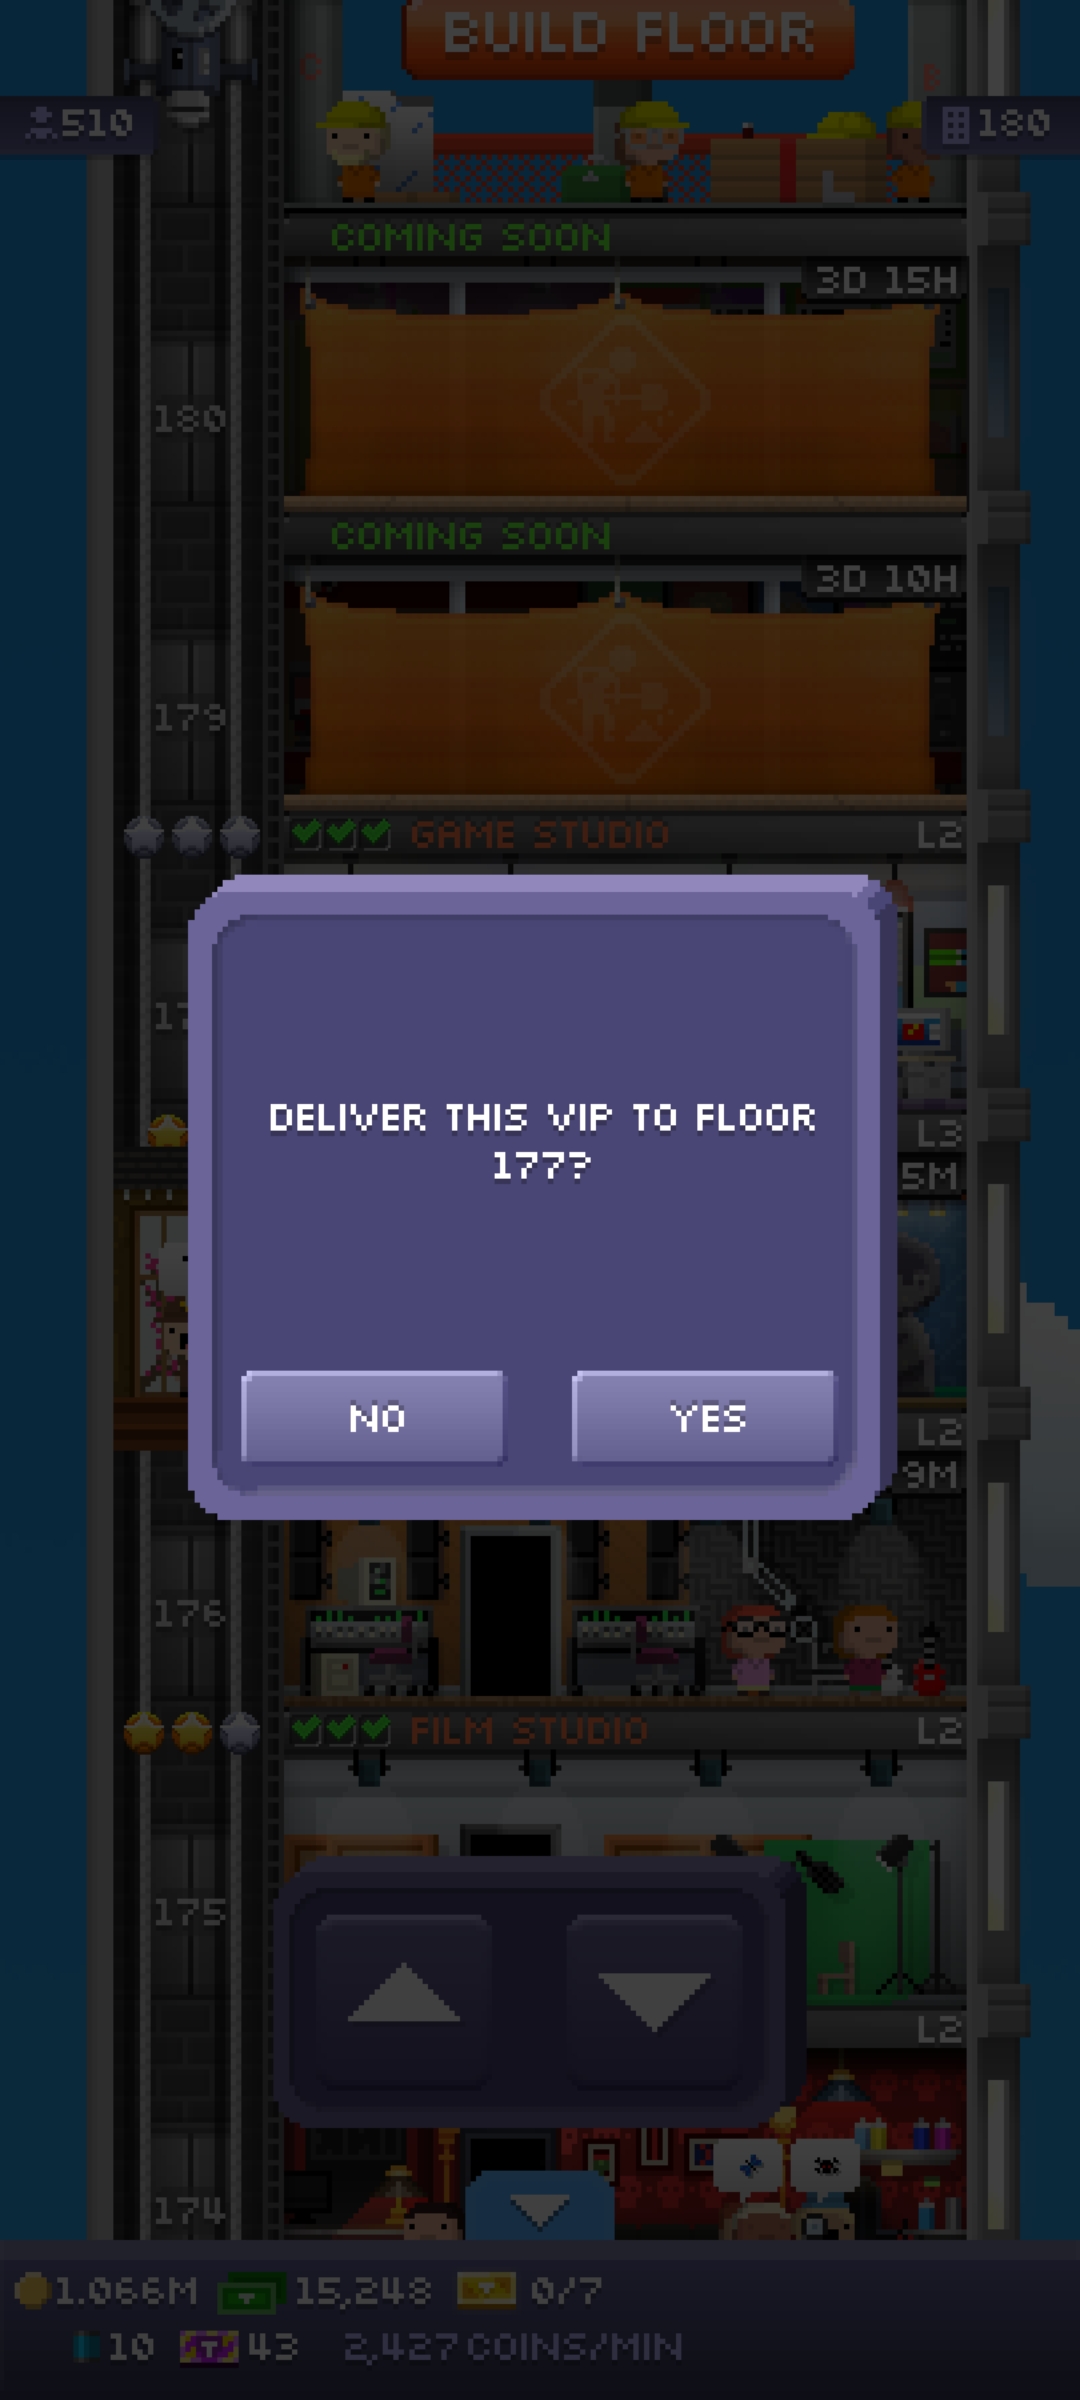 BUILD FLOOR
510
180
COMING SOON
3D 15H
180
COMING SOON
3D 10H
179
GAME STUDIO
L2
L3
5M
DELIVER THIS VIP TO FLOOR
177?
NO
YES
L2
9M
176
FILM STUDIO
L2
175
L2
174
1.066M
15,248
0/7
10
T
43
2,427 COINS/MIN